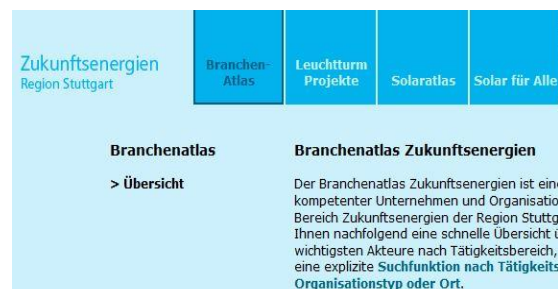 Zukunftsenergien
Region Stuttgart
Branchen-
Atlas
Leuchtturm
Projekte
Solaratlas
Solar für Alle
Branchenatlas
> Übersicht
Branchenatlas Zukunftsenergien
Der Branchenatlas Zukunftsenergien ist eine
kompetenter Unternehmen und Organisatio
Bereich Zukunftsenergien der Region Stuttg
Ihnen nachfolgend eine schnelle Übersicht ü
wichtigsten Akteure nach Tätigkeitsbereich,
eine explizite Suchfunktion nach Tätigkeits
Organisationstyp oder Ort.